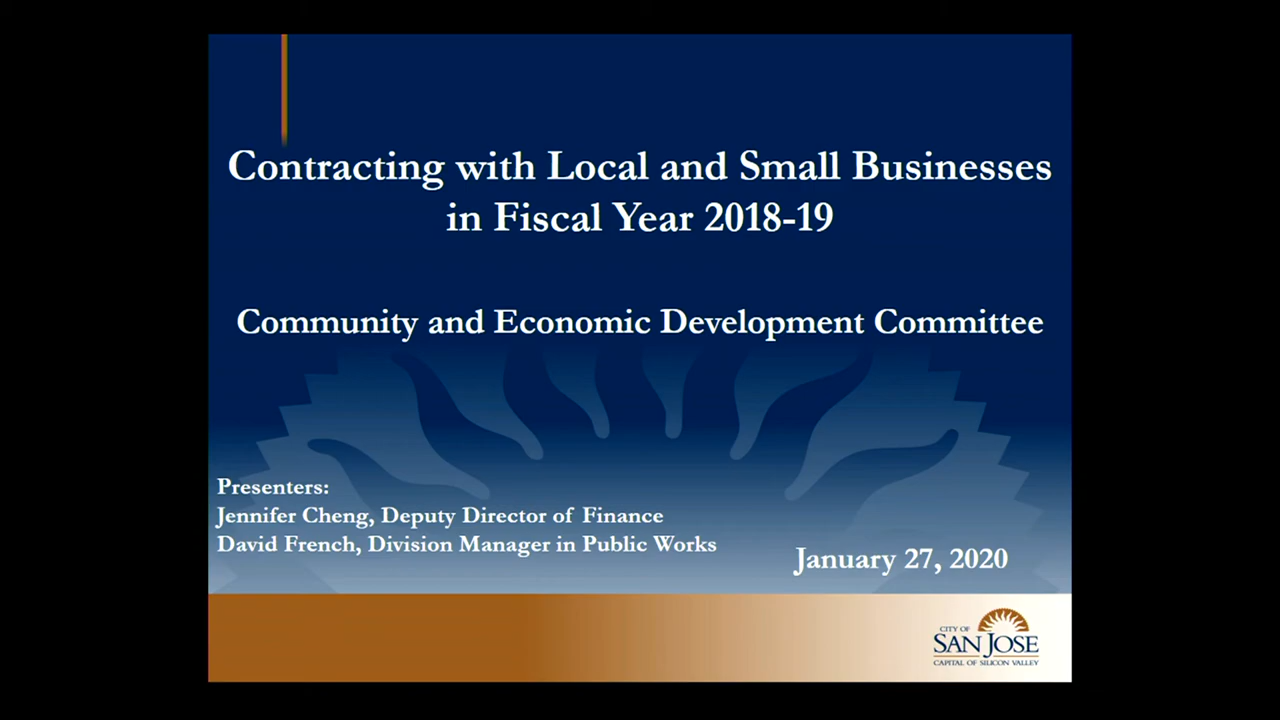 Contracting with Local and Small Businesses
in Fiscal Year 2018-19
Community and Economic Development Committee
Presenters:
Jennifer Cheng, Deputy Director of Finance
David French, Division Manager in Public Works
January 27, 2020
CITY OF
SAN JOSE
CAPITAL OF SILICON VALLEY